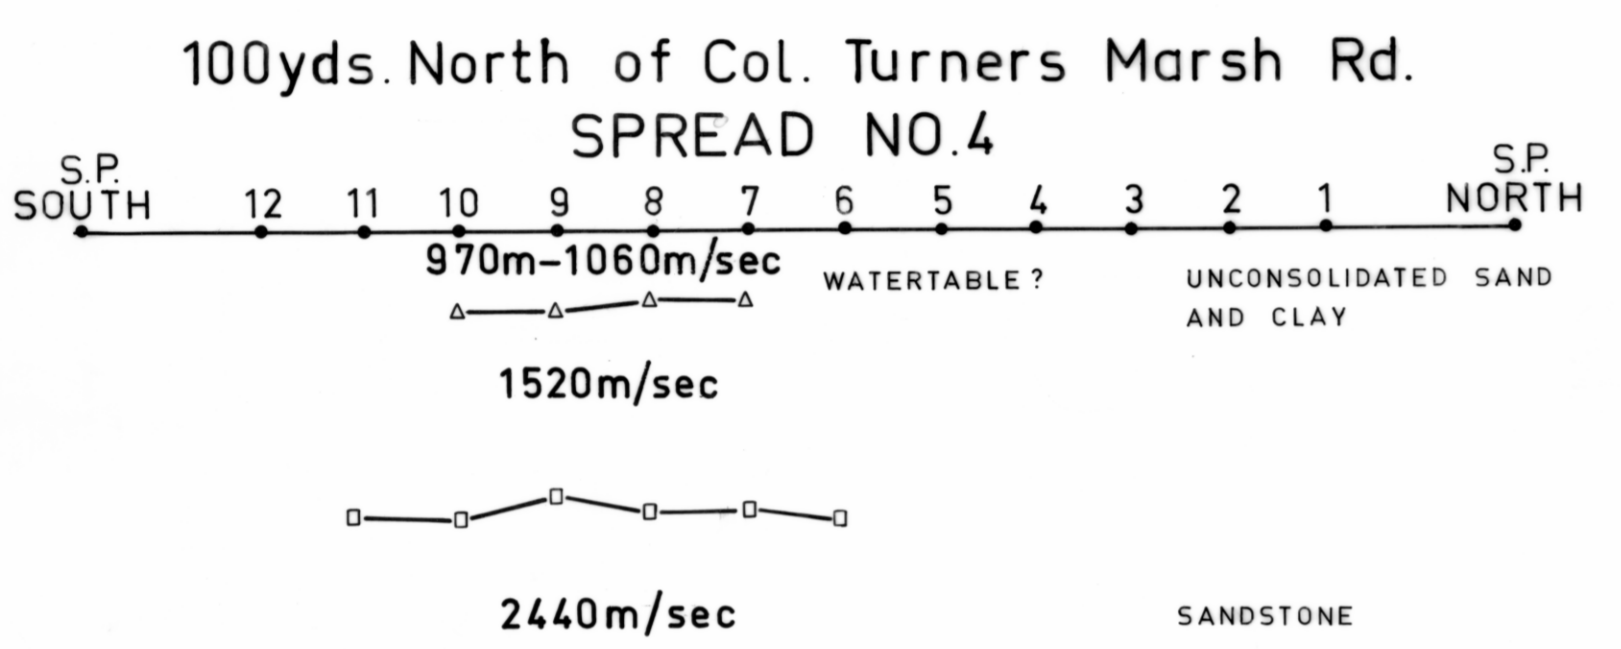 100yds. North of Col. Turners Marsh Rd.
SPREAD NO.4
S.P. SOUTH 12 11 10 9 8 7 6 5 4 3 2 1 S.P. NORTH
970m-1060m/sec
WATERTABLE ?
UNCONSOLIDATED SAND
AND CLAY
1520m/sec
2440m/sec
SANDSTONE